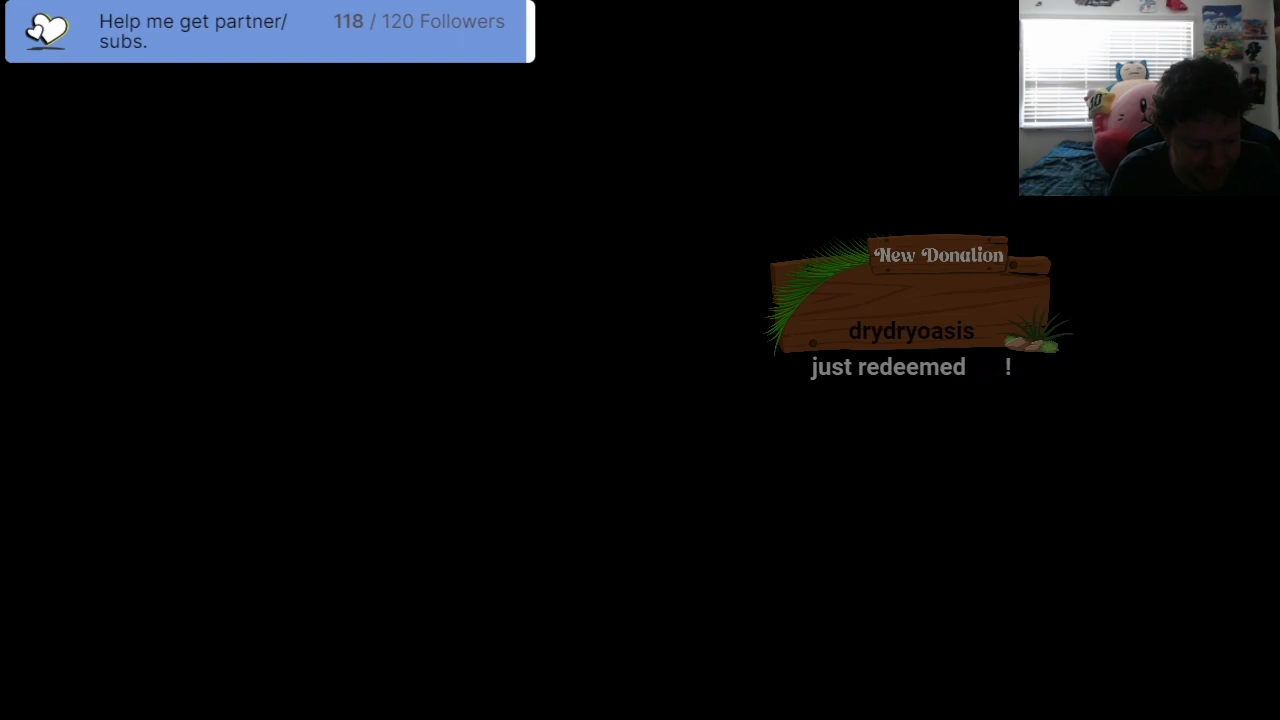 Help me get partner/
subs.
118 / 120 Followers
New Donation
drydryoasis
just redeemed !